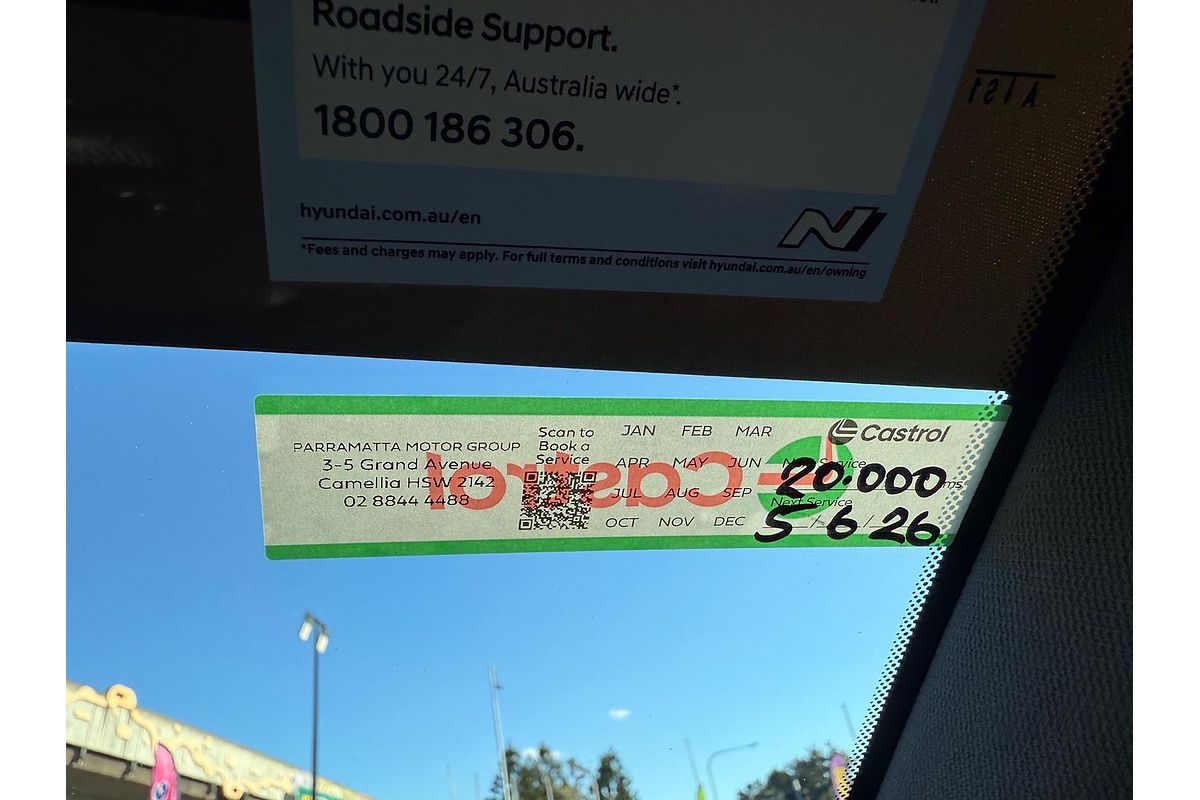 Roadside Support.
With you 24/7, Australia wide*.
1800 186 306.
hyundai.com.au/en
N
*Fees and charges may apply. For full terms and conditions visit hyundai.com.au/en/owning
PARRAMATTA MOTOR GROUP
3-5 Grand Avenue
Camellia HSW 2142
02 8844 4488
Scan to
Book a
Service
JAN FEB MAR
APR MAY JUN
JUL AUG SEP
OCT NOV DEC
Castrol
Next Service
20.000 kms
Next Service
5/6/26
Castrol